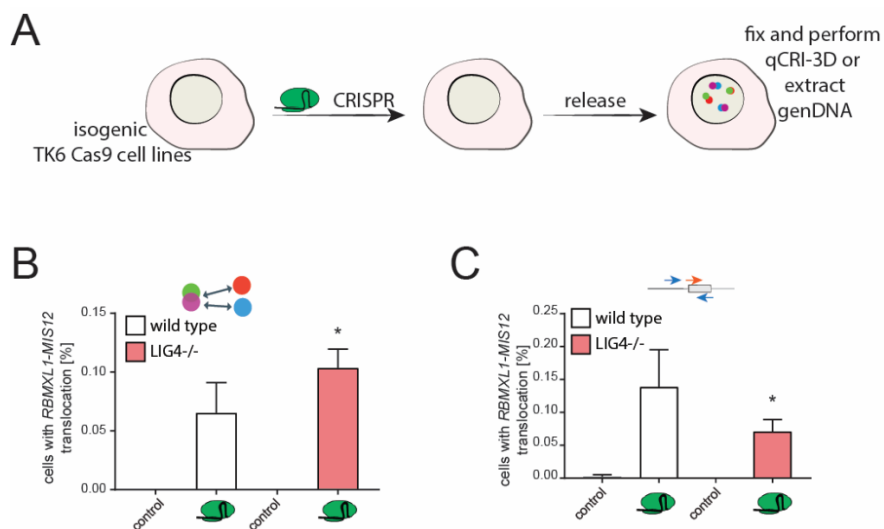 A
isogenic
TK6 Cas9 cell lines
CRISPR
release
fix and perform
qCRI-3D or
extract
genDNA
B
cells with RBMXL1-MIS12
translocation [%]
0.15
0.10
0.05
0.00
wild type
LIG4-/-
*
control
control
C
cells with RBMXL1-MIS12
translocation [%]
0.25
0.20
0.15
0.10
0.05
0.00
wild type
LIG4-/-
*
control
control